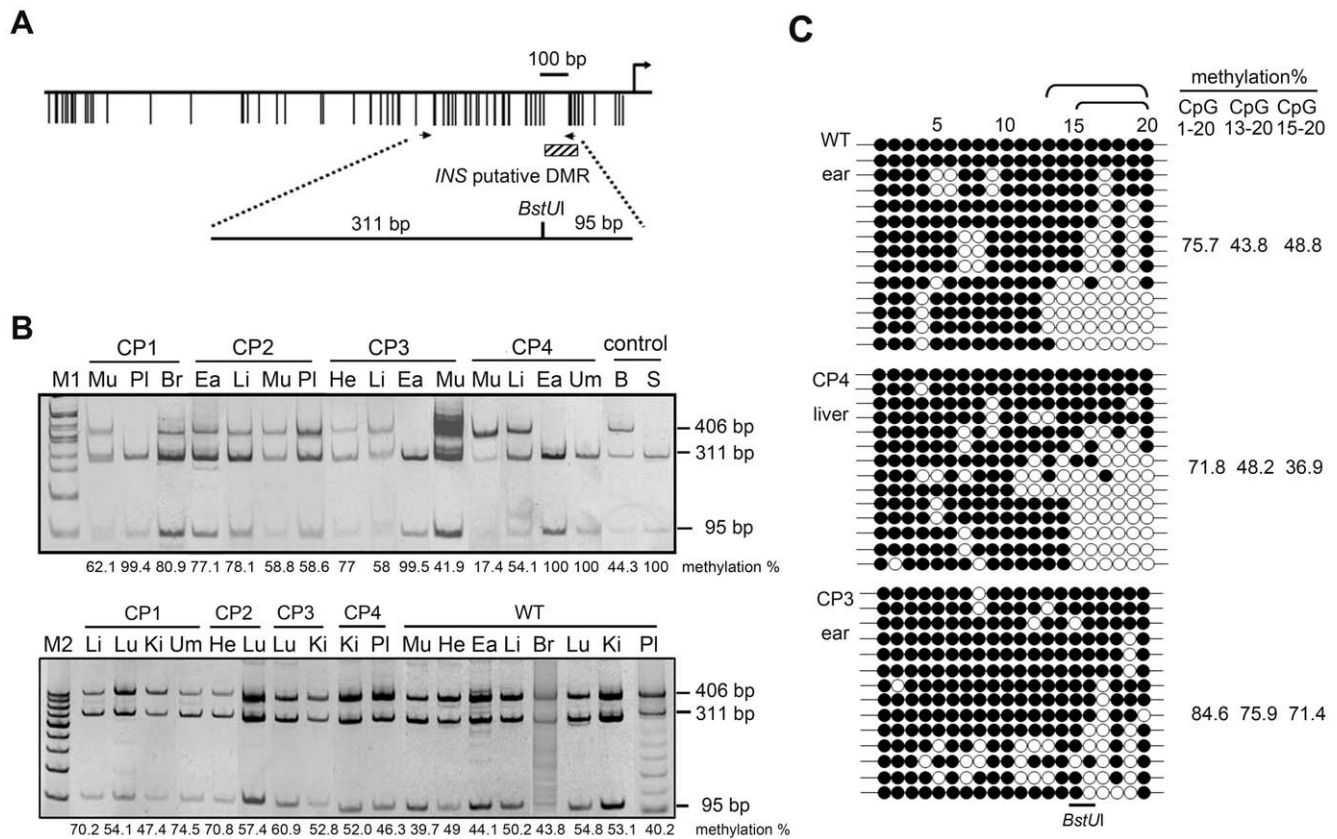 A
100 bp
INS putative DMR
BstUI
311 bp
95 bp
B
CP1 CP2 CP3 CP4 control
M1 Mu Pl Br Ea Li Mu Pl He Li Ea Mu Mu Li Ea Um B S
406 bp
311 bp
95 bp
62.1 99.4 80.9 77.1 78.1 58.8 58.6 77 58 99.5 41.9 17.4 54.1 100 100 44.3 100 methylation %
CP1 CP2 CP3 CP4 WT
M2 Li Lu Ki Um He Lu Lu Ki Ki Pl Mu He Ea Li Br Lu Ki Pl
406 bp
311 bp
95 bp
70.2 54.1 47.4 74.5 70.8 57.4 60.9 52.8 52.0 46.3 39.7 49 44.1 50.2 43.8 54.8 53.1 40.2 methylation %
C
methylation%
CpG CpG CpG
1-20 13-20 15-20
5 10 15 20
WT
ear
75.7 43.8 48.8
CP4
liver
71.8 48.2 36.9
CP3
ear
84.6 75.9 71.4
BstUI